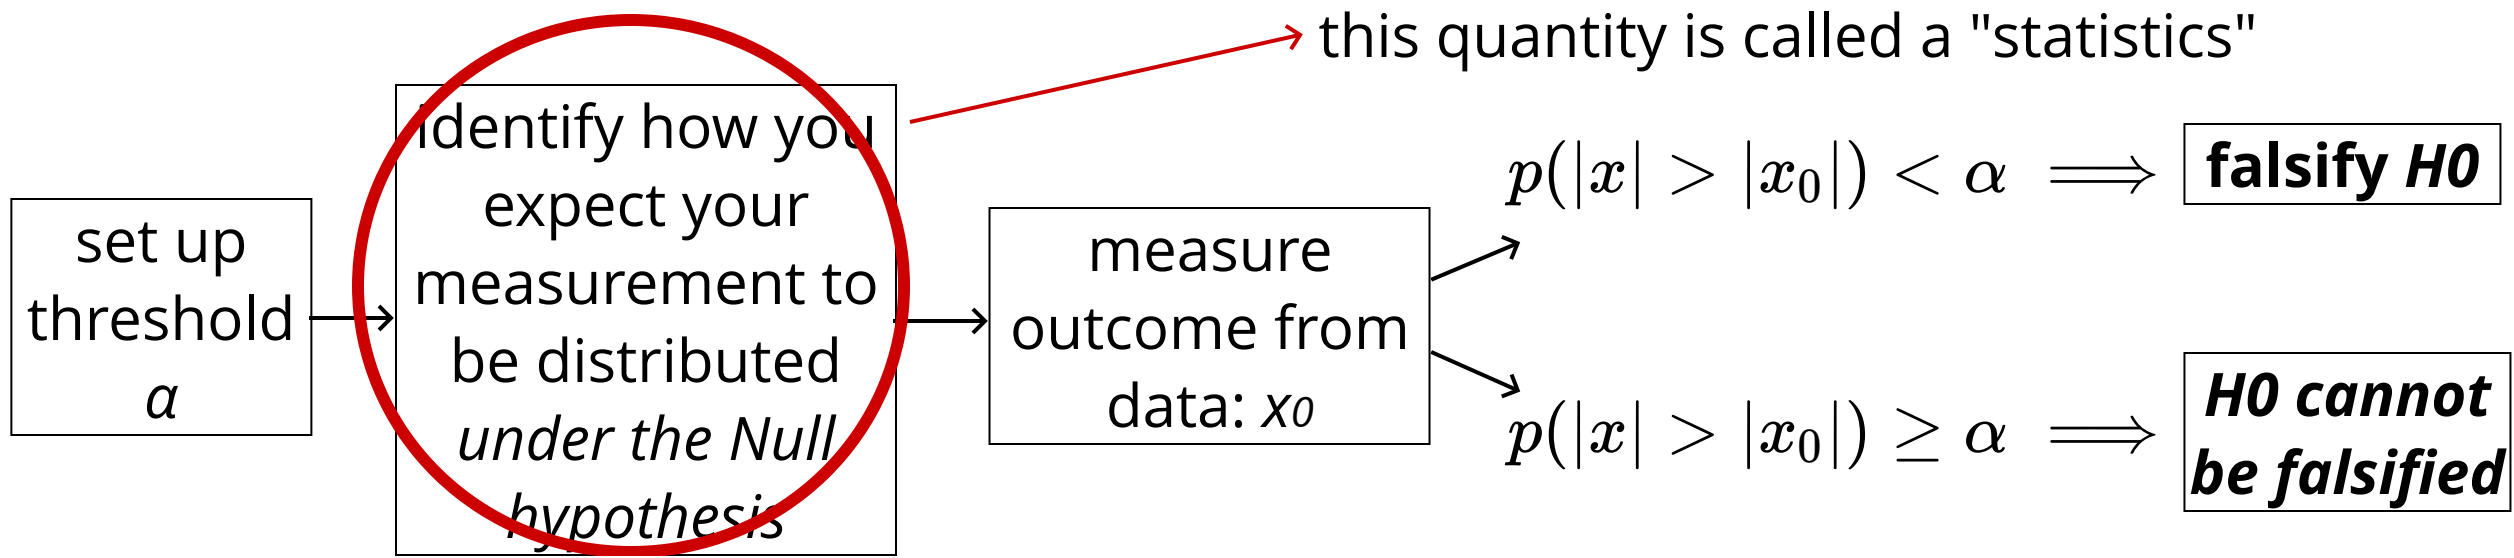 this quantity is called a "statistics"
set up
threshold
α
identify how you
expect your
measurement to
be distributed
under the Null
hypothesis
measure
outcome from
data: x0
p(|x| > |x₀|) < α ⟹
falsify H0
p(|x| > |x₀|) ≥ α ⟹
H0 cannot
be falsified